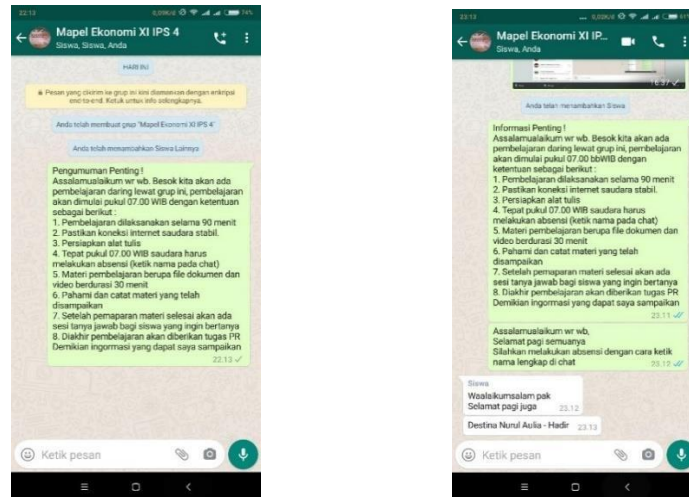 22:13
0,09K/d
74%
Mapel Ekonomi XI IPS 4
Siswa, Siswa, Anda
HARI INI
Pesan yang dikirim ke grup ini kini diamankan dengan enkripsi
end-to-end. Ketuk untuk info selengkapnya.
Anda telah membuat grup "Mapel Ekonomi XI IPS 4"
Anda telah menambahkan Siswa Lainnya
Pengumuman Penting !
Assalamualaikum wr wb. Besok kita akan ada
pembelajaran daring lewat grup ini, pembelajaran
akan dimulai pukul 07.00 WIB dengan ketentuan
sebagai berikut :
1. Pembelajaran dilaksanakan selama 90 menit
2. Pastikan koneksi internet saudara stabil.
3. Persiapkan alat tulis
4. Tepat pukul 07.00 WIB saudara harus
melakukan absensi (ketik nama pada chat)
5. Materi pembelajaran berupa file dokumen dan
video berdurasi 30 menit
6. Pahami dan catat materi yang telah
disampaikan
7. Setelah pemaparan materi selesai akan ada
sesi tanya jawab bagi siswa yang ingin bertanya
8. Diakhir pembelajaran akan diberikan tugas PR
Demikian ingormasi yang dapat saya sampaikan
22.13
Ketik pesan
22:13
0,03K/d
Mapel Ekonomi XI IP...
Siswa, Anda
16.37
Anda telah menambahkan Siswa
Informasi Penting !
Assalamualaikum wr wb. Besok kita akan ada
pembelajaran daring lewat grup ini, pembelajaran
akan dimulai pukul 07.00 bbWIB dengan
ketentuan sebagai berikut :
1. Pembelajaran dilaksanakan selama 90 menit
2. Pastikan koneksi internet saudara stabil.
3. Persiapkan alat tulis
4. Tepat pukul 07.00 WIB saudara harus
melakukan absensi (ketik nama pada chat)
5. Materi pembelajaran berupa file dokumen dan
video berdurasi 30 menit
6. Pahami dan catat materi yang telah
disampaikan
7. Setelah pemaparan materi selesai akan ada
sesi tanya jawab bagi siswa yang ingin bertanya
8. Diakhir pembelajaran akan diberikan tugas PR
Demikian ingormasi yang dapat saya sampaikan
23.11
Assalamualaikum wr wb,
Selamat pagi semuanya
Silahkan melakukan absensi dengan cara ketik
nama lengkap di chat
23.12
Siswa
Waalaikumsalam pak
Selamat pagi juga
23.12
Destina Nurul Aulia - Hadir
23.13
Ketik pesan